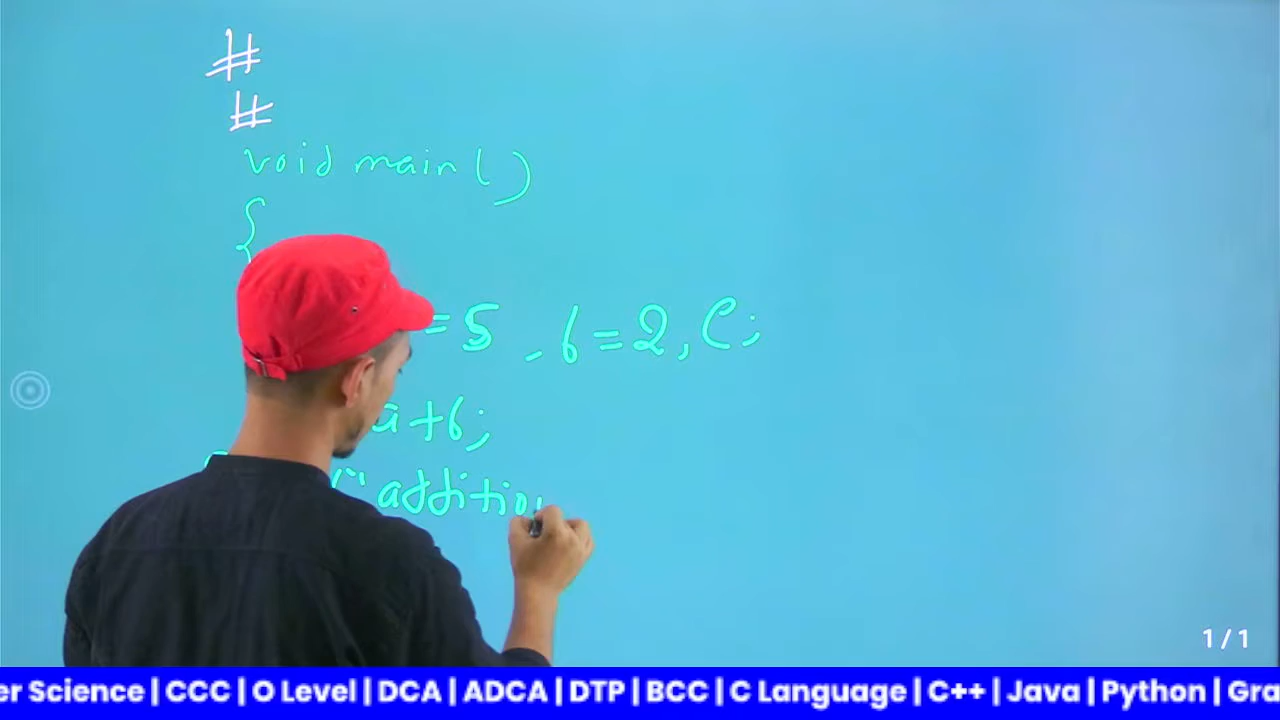 #
#
void main()
{
=5, b=2, c;
a+b;
(" addition
1/1
er Science | CCC | O Level | DCA | ADCA | DTP | BCC | C Language | C++ | Java | Python | Gra